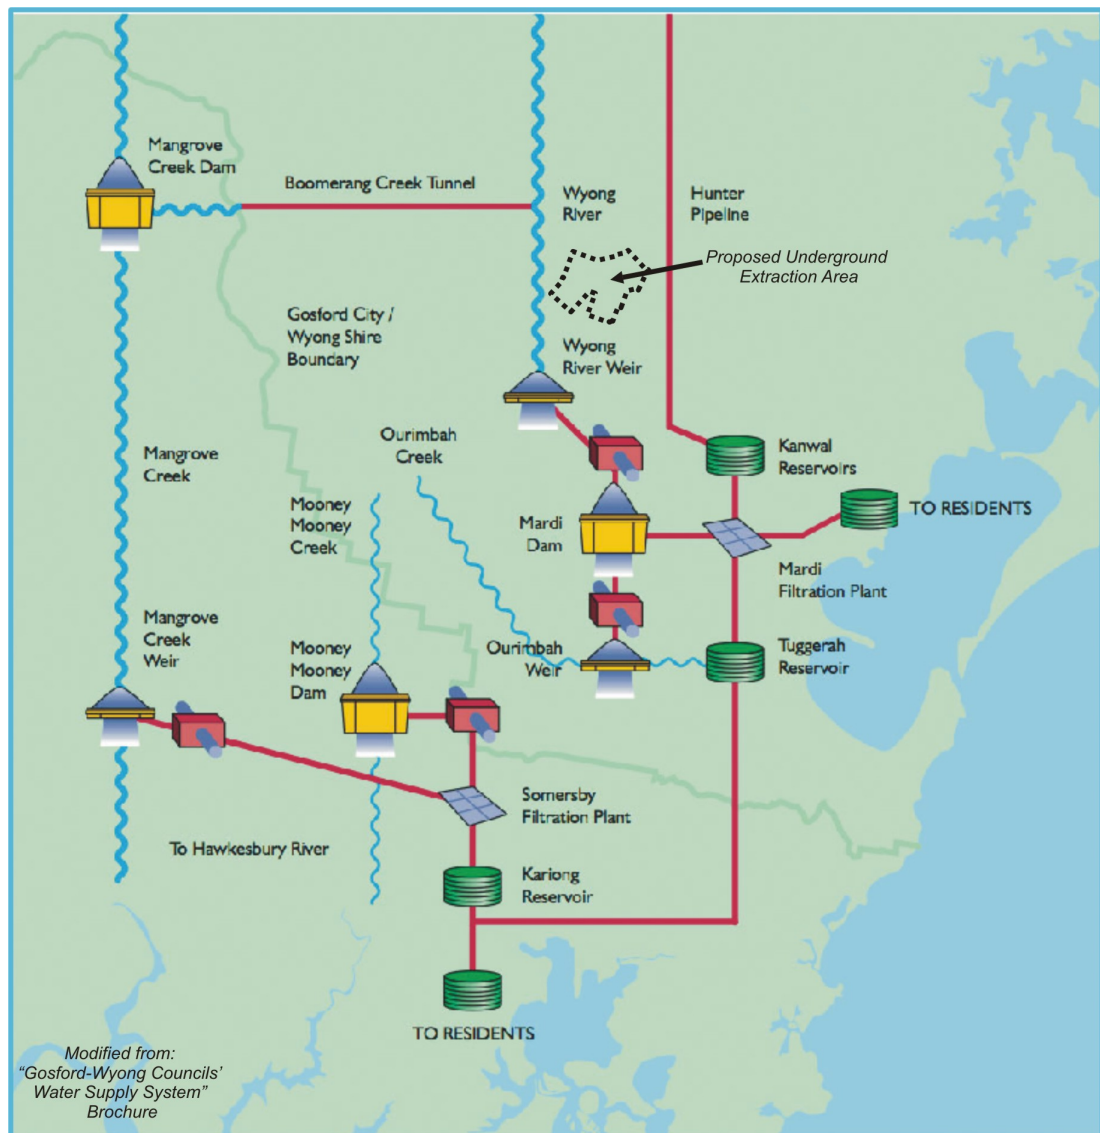 Mangrove
Creek Dam
Boomerang Creek Tunnel
Wyong
River
Hunter
Pipeline
Proposed Underground
Extraction Area
Gosford City /
Wyong Shire
Boundary
Wyong
River Weir
Ourimbah
Creek
Kanwal
Reservoirs
Mangrove
Creek
Mooney
Mooney
Creek
Mardi
Dam
TO RESIDENTS
Mardi
Filtration Plant
Mangrove
Creek
Weir
Mooney
Mooney
Dam
Ourimbah
Weir
Tuggerah
Reservoir
Somersby
Filtration Plant
To Hawkesbury River
Kariong
Reservoir
TO RESIDENTS
Modified from:
“Gosford-Wyong Councils’
Water Supply System”
Brochure